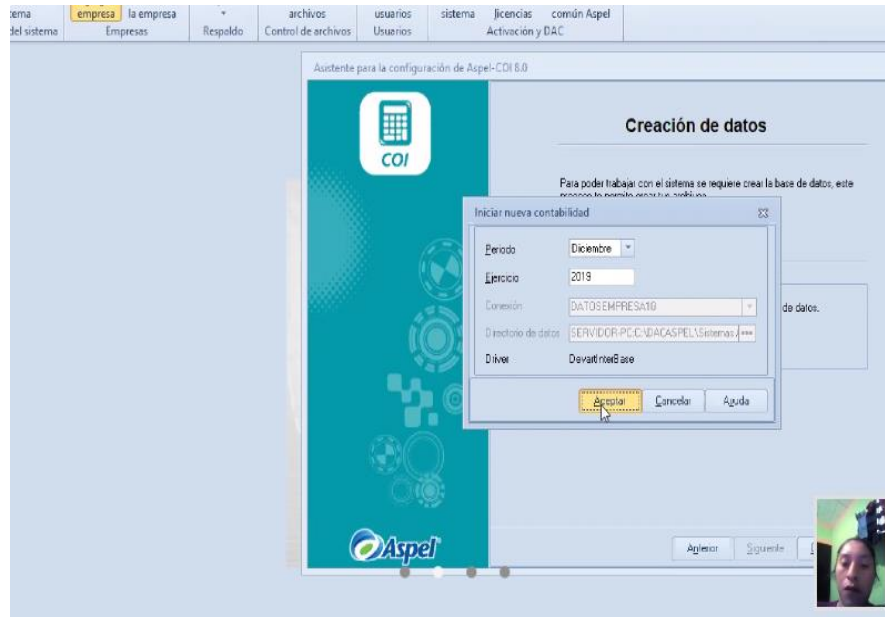 empresa la empresa archivos usuarios sistema licencias común Aspel
del sistema Empresas Respaldo Control de archivos Usuarios Activación y DAC
Asistente para la configuración de Aspel-COI 8.0
COI
Creación de datos
Para poder trabajar con el sistema se requiere crear la base de datos, este
Iniciar nueva contabilidad
Periodo Diciembre
Ejercicio 2019
Conexión DATOSEMPRESA10
de datos.
Directorio de datos SERVIDOR-PC:C:\DACASPEL\Sistemas
Driver DevartInterBase
Aceptar Cancelar Ayuda
Aspel
Anterior Siguiente